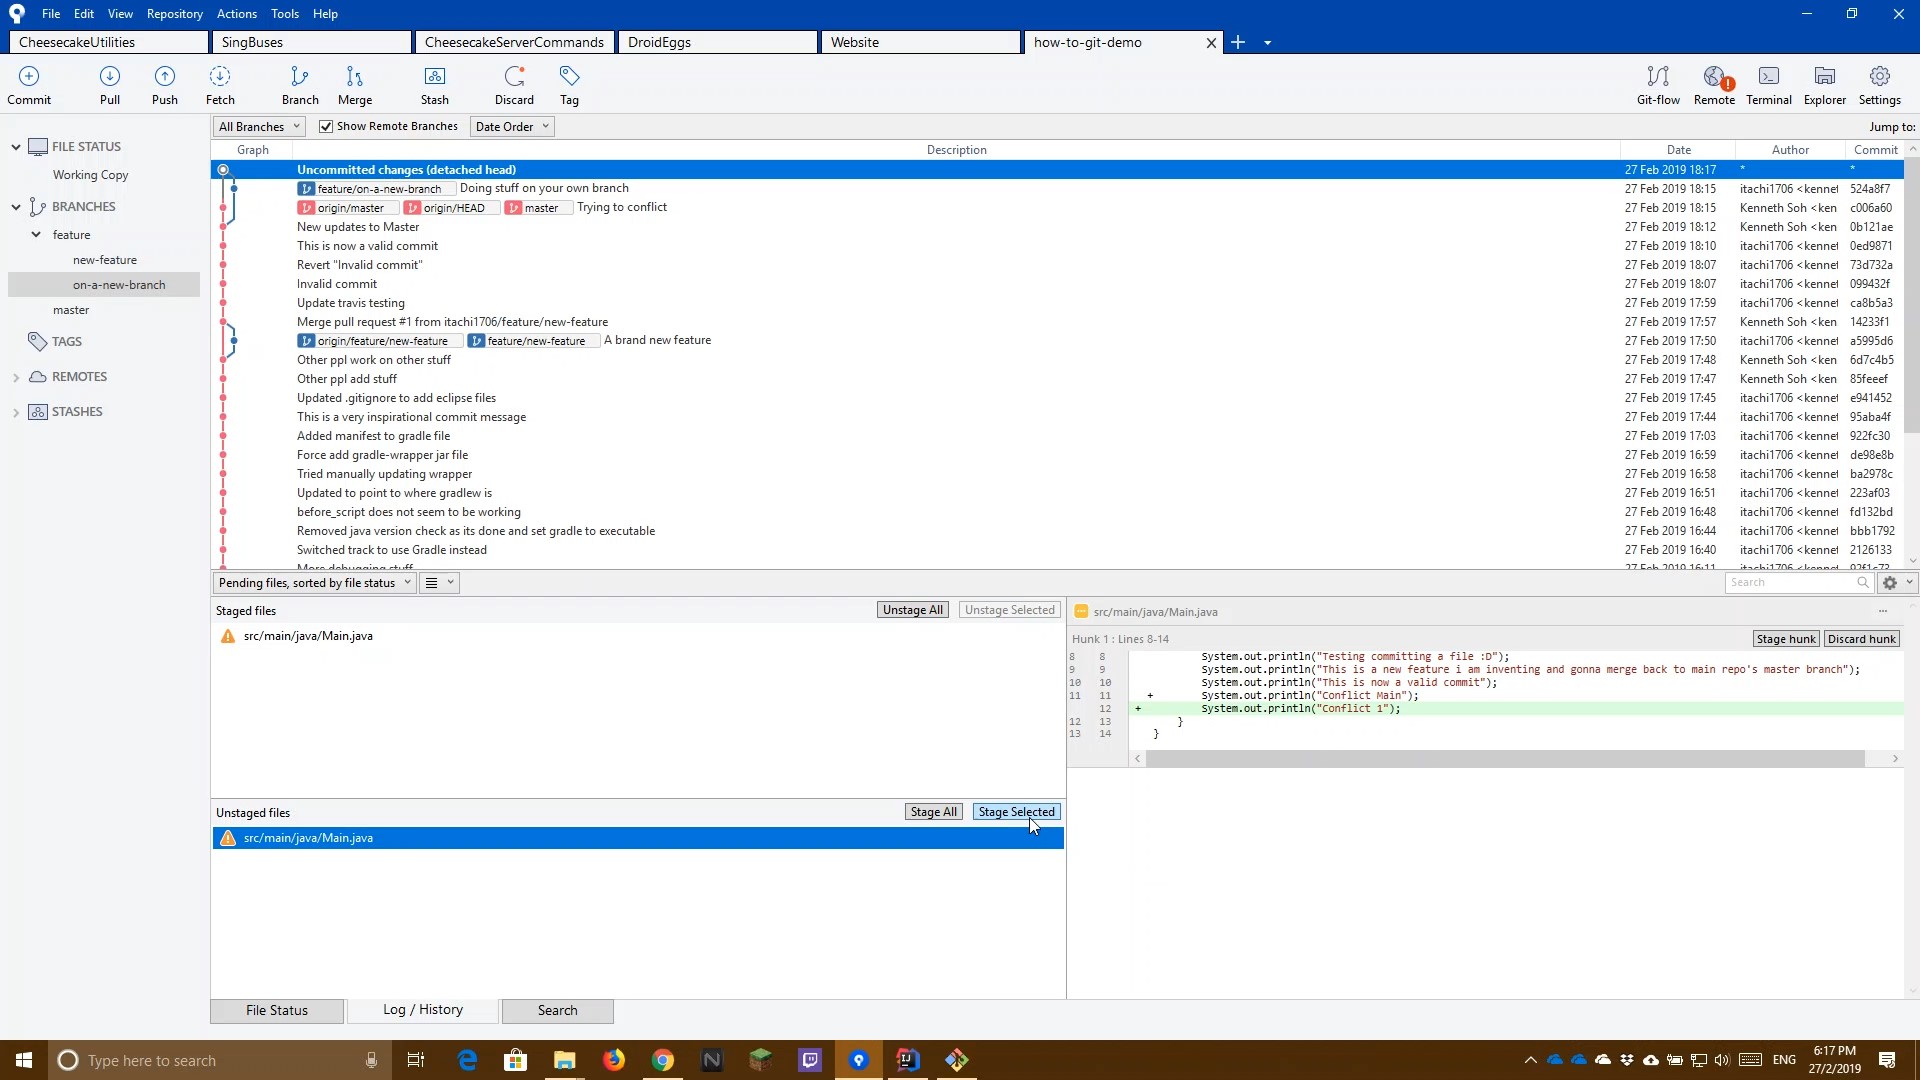 File Edit View Repository Actions Tools Help
CheesecakeUtilities SingBuses CheesecakeServerCommands DroidEggs Website how-to-git-demo
Commit Pull Push Fetch Branch Merge Stash Discard Tag Git-flow Remote Terminal Explorer Settings
All Branches Show Remote Branches Date Order Jump to:
FILE STATUS
Working Copy
BRANCHES
feature
new-feature
on-a-new-branch
master
TAGS
REMOTES
STASHES
Graph Description Date Author Commit
Uncommitted changes (detached head) 27 Feb 2019 18:17 * *
feature/on-a-new-branch Doing stuff on your own branch 27 Feb 2019 18:15 itachi1706 <kennet 524a8f7
origin/master origin/HEAD master Trying to conflict 27 Feb 2019 18:15 Kenneth Soh <ken c006a60
New updates to Master 27 Feb 2019 18:12 Kenneth Soh <ken 0b121ae
This is now a valid commit 27 Feb 2019 18:10 itachi1706 <kennet 0ed9871
Revert "Invalid commit" 27 Feb 2019 18:07 itachi1706 <kennet 73d732a
Invalid commit 27 Feb 2019 18:07 itachi1706 <kennet 099432f
Update travis testing 27 Feb 2019 17:59 itachi1706 <kennet ca8b5a3
Merge pull request #1 from itachi1706/feature/new-feature 27 Feb 2019 17:57 Kenneth Soh <ken 14233f1
origin/feature/new-feature feature/new-feature A brand new feature 27 Feb 2019 17:50 itachi1706 <kennet a5995d6
Other ppl work on other stuff 27 Feb 2019 17:48 Kenneth Soh <ken 6d7c4b5
Other ppl add stuff 27 Feb 2019 17:47 Kenneth Soh <ken 85feeef
Updated .gitignore to add eclipse files 27 Feb 2019 17:45 itachi1706 <kennet e941452
This is a very inspirational commit message 27 Feb 2019 17:44 itachi1706 <kennet 95aba4f
Added manifest to gradle file 27 Feb 2019 17:03 itachi1706 <kennet 922fc30
Force add gradle-wrapper jar file 27 Feb 2019 16:59 itachi1706 <kennet de98e8b
Tried manually updating wrapper 27 Feb 2019 16:58 itachi1706 <kennet ba2978c
Updated to point to where gradlew is 27 Feb 2019 16:51 itachi1706 <kennet 223af03
before_script does not seem to be working 27 Feb 2019 16:48 itachi1706 <kennet fd132bd
Removed java version check as its done and set gradle to executable 27 Feb 2019 16:44 itachi1706 <kennet bbb1792
Switched track to use Gradle instead 27 Feb 2019 16:40 itachi1706 <kennet 2126133
More debugging stuff 27 Feb 2019 16:11 itachi1706 <kennet 92f1c73
Pending files, sorted by file status Search
Staged files Unstage All Unstage Selected
src/main/java/Main.java
Unstaged files Stage All Stage Selected
src/main/java/Main.java
src/main/java/Main.java ...
Hunk 1 : Lines 8-14 Stage hunk Discard hunk
8 8 System.out.println("Testing committing a file :D");
9 9 System.out.println("This is a new feature i am inventing and gonna merge back to main repo's master branch");
10 10 System.out.println("This is now a valid commit");
11 11 + System.out.println("Conflict Main");
12 + System.out.println("Conflict 1");
12 13 }
13 14 }
File Status Log / History Search
Type here to search ENG 6:17 PM
27/2/2019